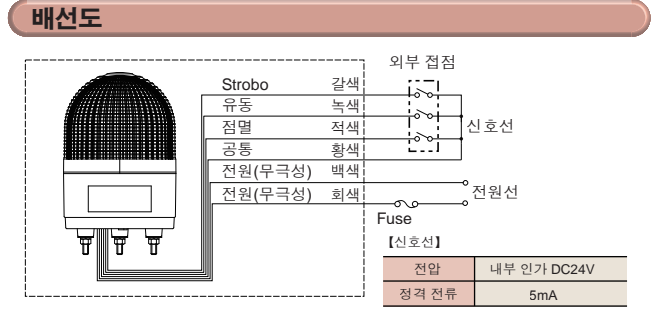 배선도
외부 접점
Strobo 갈색
유동 녹색
점멸 적색
신호선
공통 황색
전원(무극성) 백색
전원(무극성) 회색
전원선
Fuse
【신호선】
전압 내부 인가 DC24V
정격 전류 5mA